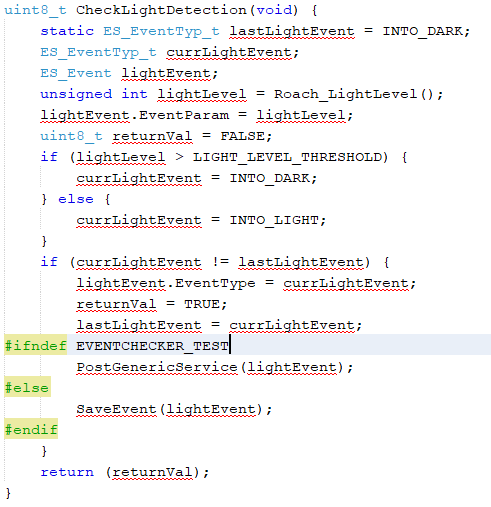 uint8_t CheckLightDetection(void) {
    static ES_EventTyp_t lastLightEvent = INTO_DARK;
    ES_EventTyp_t currLightEvent;
    ES_Event lightEvent;
    unsigned int lightLevel = Roach_LightLevel();
    lightEvent.EventParam = lightLevel;
    uint8_t returnVal = FALSE;
    if (lightLevel > LIGHT_LEVEL_THRESHOLD) {
        currLightEvent = INTO_DARK;
    } else {
        currLightEvent = INTO_LIGHT;
    }
    if (currLightEvent != lastLightEvent) {
        lightEvent.EventType = currLightEvent;
        returnVal = TRUE;
        lastLightEvent = currLightEvent;
#ifndef EVENTCHECKER_TEST
        PostGenericService(lightEvent);
#else
        SaveEvent(lightEvent);
#endif
    }
    return (returnVal);
}